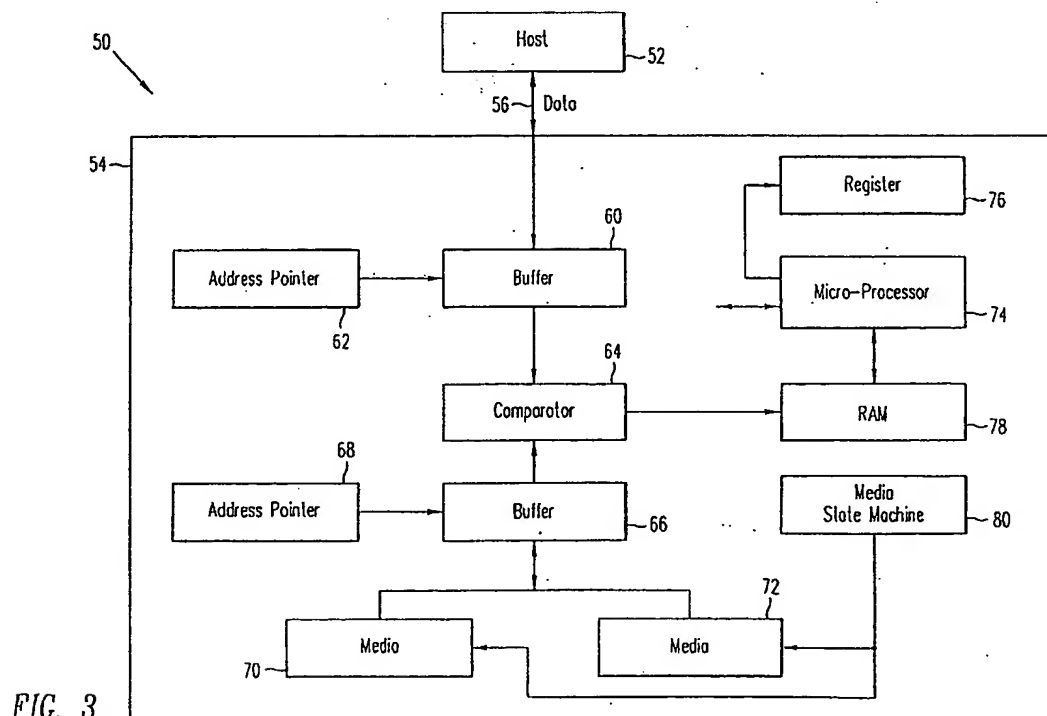 50
Host
52
56 Data
54
Register
76
60
Address Pointer
Buffer
62
Micro-Processor
74
64
Comparator
RAM
78
68
Address Pointer
Buffer
66
Media
State Machine
80
72
Media
70
Media
FIG. 3